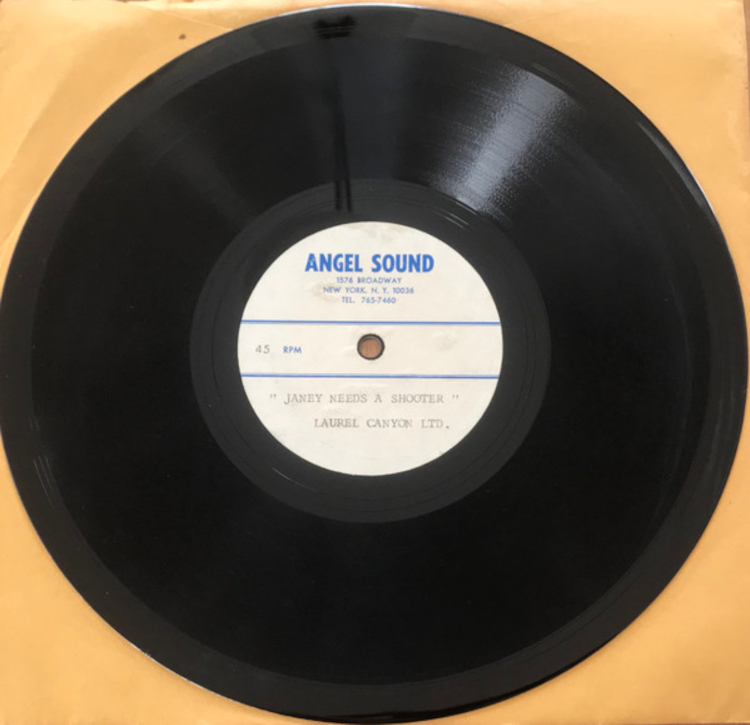 ANGEL SOUND
1576 BROADWAY
NEW YORK, N. Y. 10036
TEL. 765-7460
45 RPM
" JANEY NEEDS A SHOOTER "
LAUREL CANYON LTD.